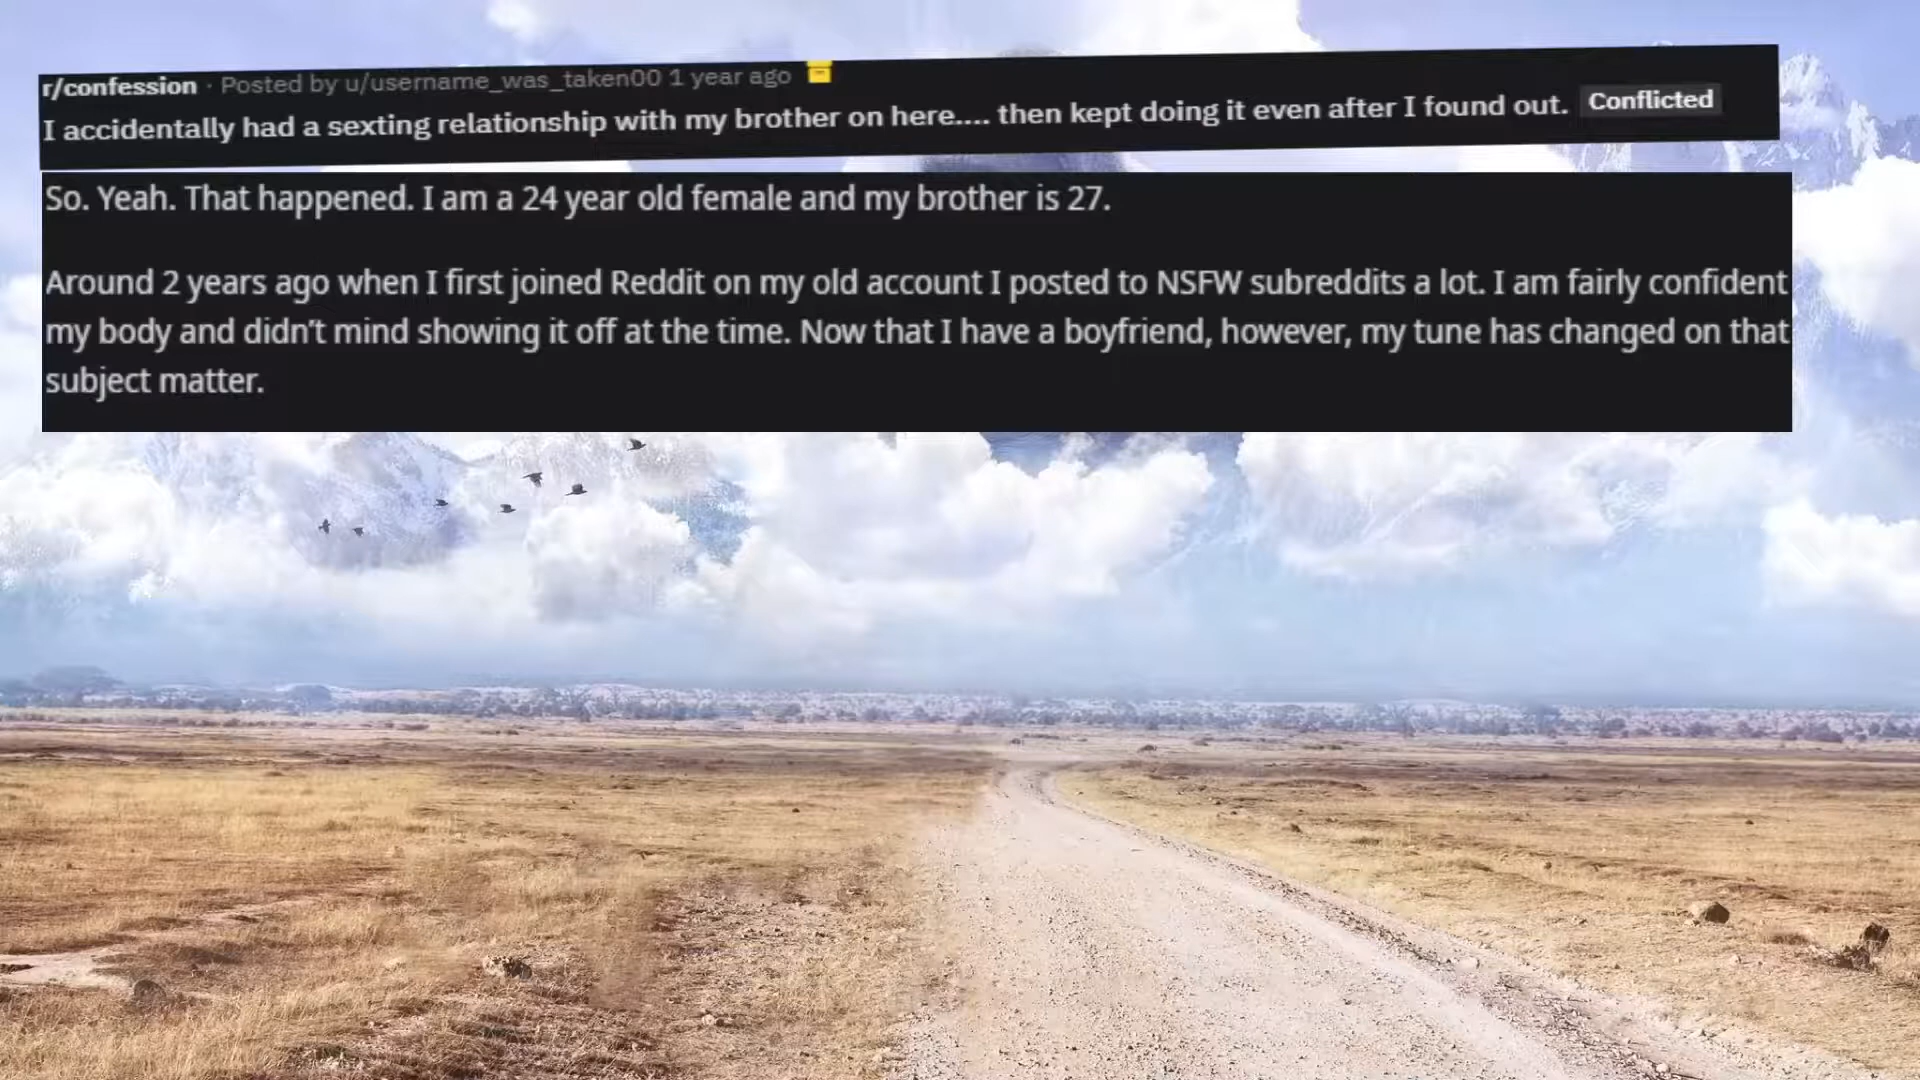 r/confession · Posted by u/username_was_taken00 1 year ago
I accidentally had a sexting relationship with my brother on here.... then kept doing it even after I found out. Conflicted
So. Yeah. That happened. I am a 24 year old female and my brother is 27.
Around 2 years ago when I first joined Reddit on my old account I posted to NSFW subreddits a lot. I am fairly confident
my body and didn't mind showing it off at the time. Now that I have a boyfriend, however, my tune has changed on that
subject matter.